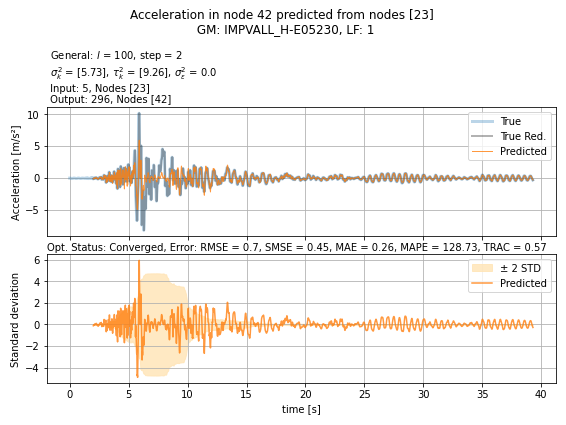 Acceleration in node 42 predicted from nodes [23]
GM: IMPVALL_H-E05230, LF: 1
General: l = 100, step = 2
σ²ₖ = [5.73], τ²ₖ = [9.26], σ²ε = 0.0
Input: 5, Nodes [23]
Output: 296, Nodes [42]
Acceleration [m/s²]
10
5
0
−5
True
True Red.
Predicted
Opt. Status: Converged, Error: RMSE = 0.7, SMSE = 0.45, MAE = 0.26, MAPE = 128.73, TRAC = 0.57
Standard deviation
6
4
2
0
−2
−4
± 2 STD
Predicted
0 5 10 15 20 25 30 35 40
time [s]